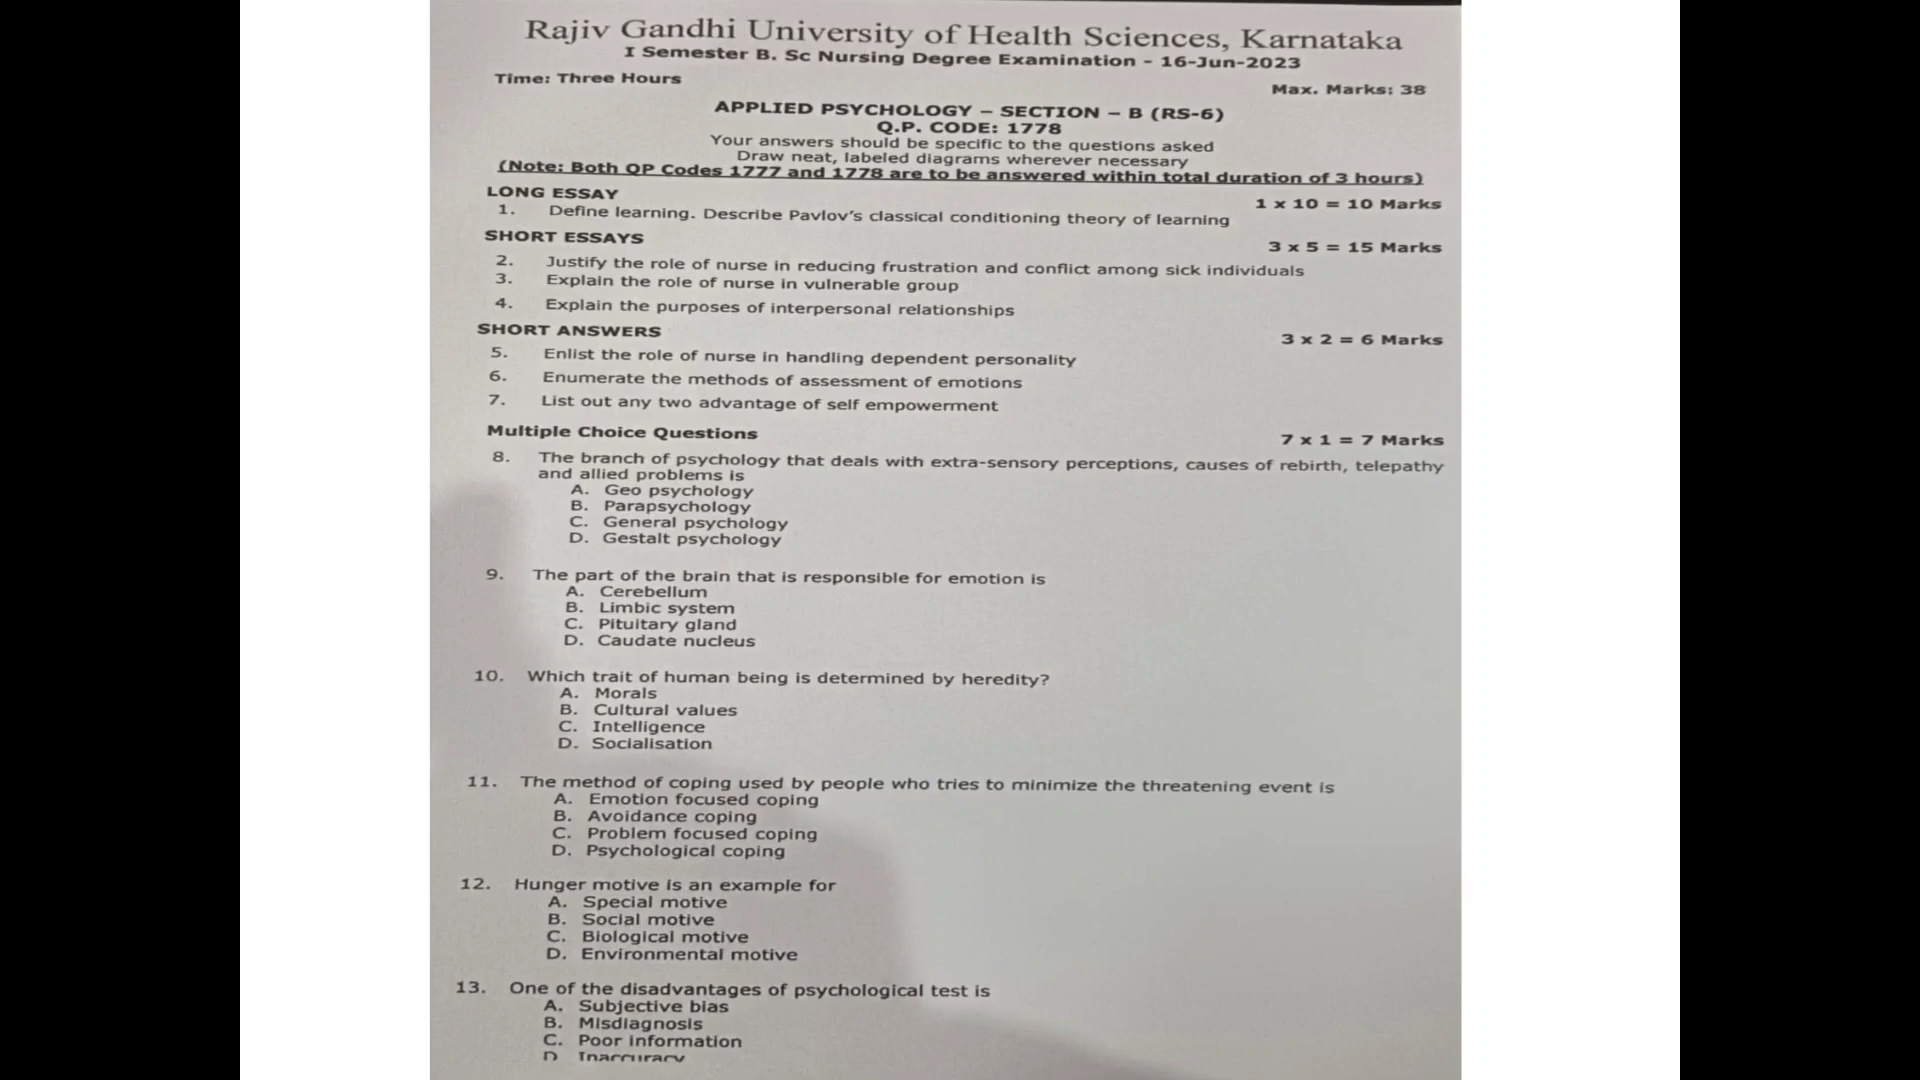 Rajiv Gandhi University of Health Sciences, Karnataka
I Semester B. Sc Nursing Degree Examination - 16-Jun-2023
Time: Three Hours
Max. Marks: 38
APPLIED PSYCHOLOGY – SECTION – B (RS-6)
Q.P. CODE: 1778
Your answers should be specific to the questions asked
Draw neat, labeled diagrams wherever necessary
(Note: Both QP Codes 1777 and 1778 are to be answered within total duration of 3 hours)
LONG ESSAY
1 x 10 = 10 Marks
1. Define learning. Describe Pavlov's classical conditioning theory of learning
SHORT ESSAYS
3 x 5 = 15 Marks
2. Justify the role of nurse in reducing frustration and conflict among sick individuals
3. Explain the role of nurse in vulnerable group
4. Explain the purposes of interpersonal relationships
SHORT ANSWERS
3 x 2 = 6 Marks
5. Enlist the role of nurse in handling dependent personality
6. Enumerate the methods of assessment of emotions
7. List out any two advantage of self empowerment
Multiple Choice Questions
7 x 1 = 7 Marks
8. The branch of psychology that deals with extra-sensory perceptions, causes of rebirth, telepathy
and allied problems is
A. Geo psychology
B. Parapsychology
C. General psychology
D. Gestalt psychology
9. The part of the brain that is responsible for emotion is
A. Cerebellum
B. Limbic system
C. Pituitary gland
D. Caudate nucleus
10. Which trait of human being is determined by heredity?
A. Morals
B. Cultural values
C. Intelligence
D. Socialisation
11. The method of coping used by people who tries to minimize the threatening event is
A. Emotion focused coping
B. Avoidance coping
C. Problem focused coping
D. Psychological coping
12. Hunger motive is an example for
A. Special motive
B. Social motive
C. Biological motive
D. Environmental motive
13. One of the disadvantages of psychological test is
A. Subjective bias
B. Misdiagnosis
C. Poor information
D Inaccuracy